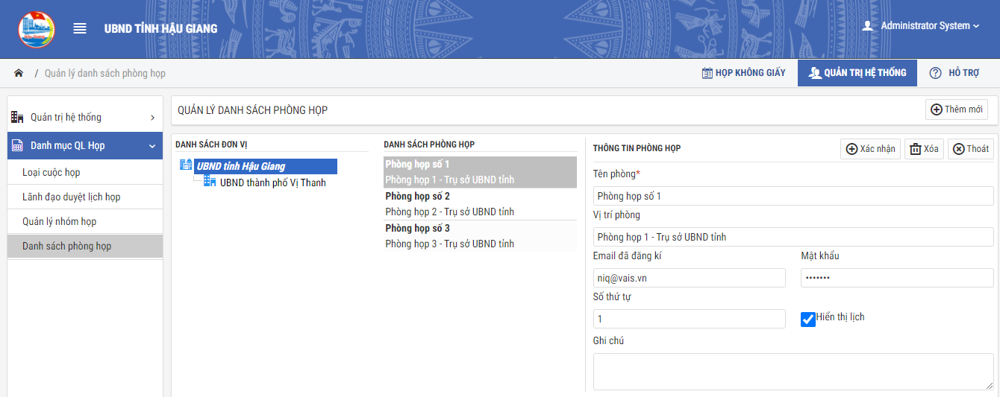 Hậu Giang
UBND TỈNH HẬU GIANG
Administrator System
/ Quản lý danh sách phòng họp
HỌP KHÔNG GIẤY
QUẢN TRỊ HỆ THỐNG
HỖ TRỢ
Quản trị hệ thống
Danh mục QL Họp
Loại cuộc họp
Lãnh đạo duyệt lịch họp
Quản lý nhóm họp
Danh sách phòng họp
QUẢN LÝ DANH SÁCH PHÒNG HỌP
Thêm mới
DANH SÁCH ĐƠN VỊ
UBND tỉnh Hậu Giang
UBND thành phố Vị Thanh
DANH SÁCH PHÒNG HỌP
Phòng họp số 1
Phòng họp 1 - Trụ sở UBND tỉnh
Phòng họp số 2
Phòng họp 2 - Trụ sở UBND tỉnh
Phòng họp số 3
Phòng họp 3 - Trụ sở UBND tỉnh
THÔNG TIN PHÒNG HỌP
Xác nhận
Xóa
Thoát
Tên phòng*
Phòng họp số 1
Vị trí phòng
Phòng họp 1 - Trụ sở UBND tỉnh
Email đã đăng kí
Mật khẩu
niq@vais.vn
•••••••
Số thứ tự
1
Hiển thị lịch
Ghi chú